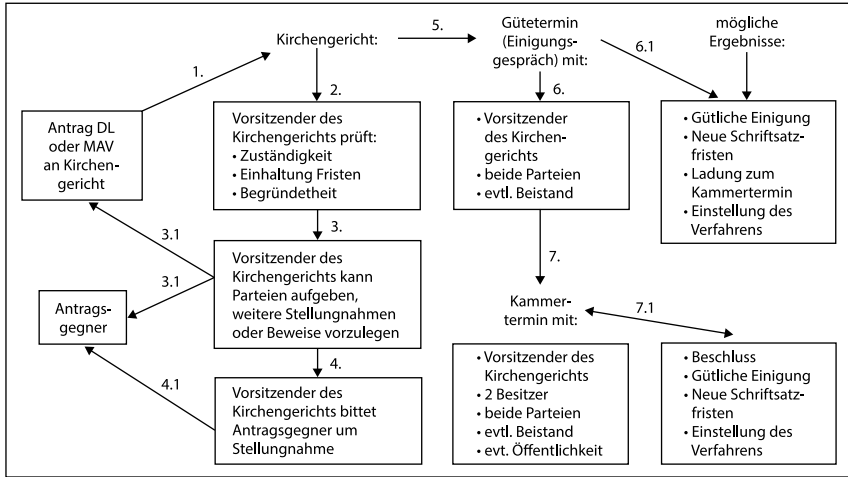 1.
Antrag DL
oder MAV
an Kirchen-
gericht
Kirchengericht:
2.
Vorsitzender des
Kirchengerichts prüft:
• Zuständigkeit
• Einhaltung Fristen
• Begründetheit
3.
3.1
3.1
Antrags-
gegner
Vorsitzender des
Kirchengerichts kann
Parteien aufgeben,
weitere Stellungnahmen
oder Beweise vorzulegen
4.
4.1
Vorsitzender des
Kirchengerichts bittet
Antragsgegner um
Stellungnahme
5.
Gütetermin
(Einigungs-
gespräch) mit:
6.
• Vorsitzender
des Kirchen-
gerichts
• beide Parteien
• evtl. Beistand
6.1
mögliche
Ergebnisse:
• Gütliche Einigung
• Neue Schriftsatz-
fristen
• Ladung zum
Kammertermin
• Einstellung des
Verfahrens
7.
Kammer-
termin mit:
• Vorsitzender des
Kirchengerichts
• 2 Besitzer
• beide Parteien
• evtl. Beistand
• evt. Öffentlichkeit
7.1
• Beschluss
• Gütliche Einigung
• Neue Schriftsatz-
fristen
• Einstellung des
Verfahrens